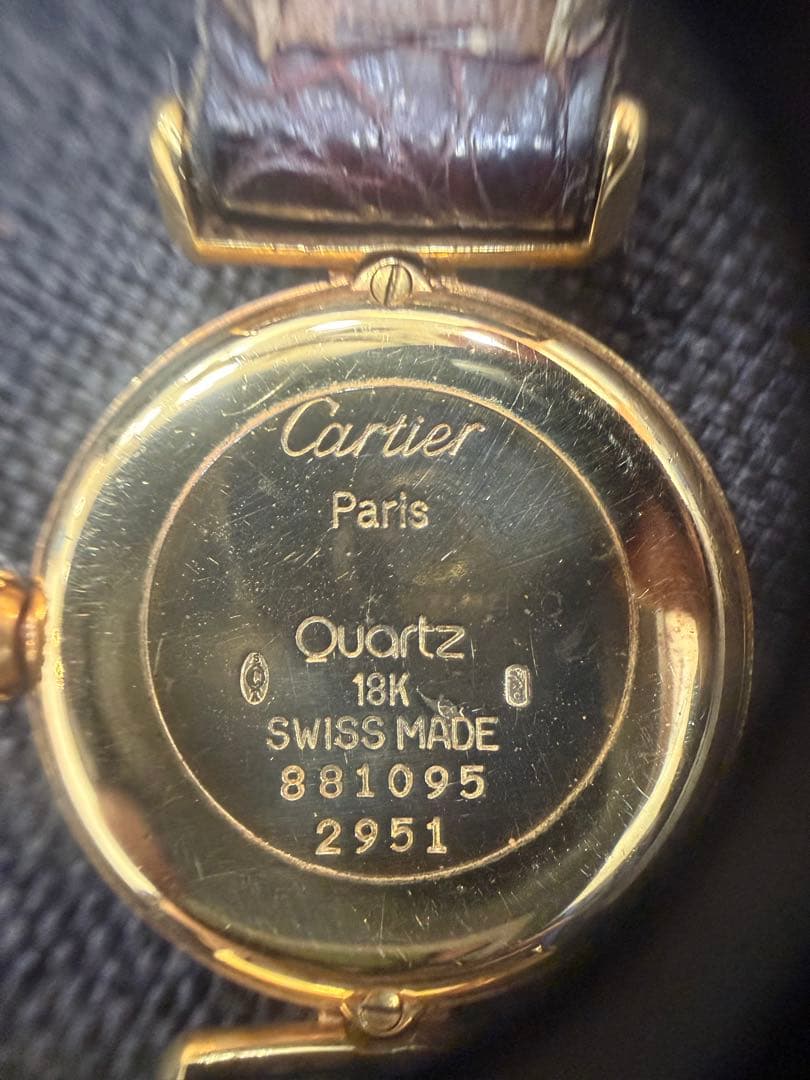 Cartier
Paris
Quartz
18K
SWISS MADE
881095
2951